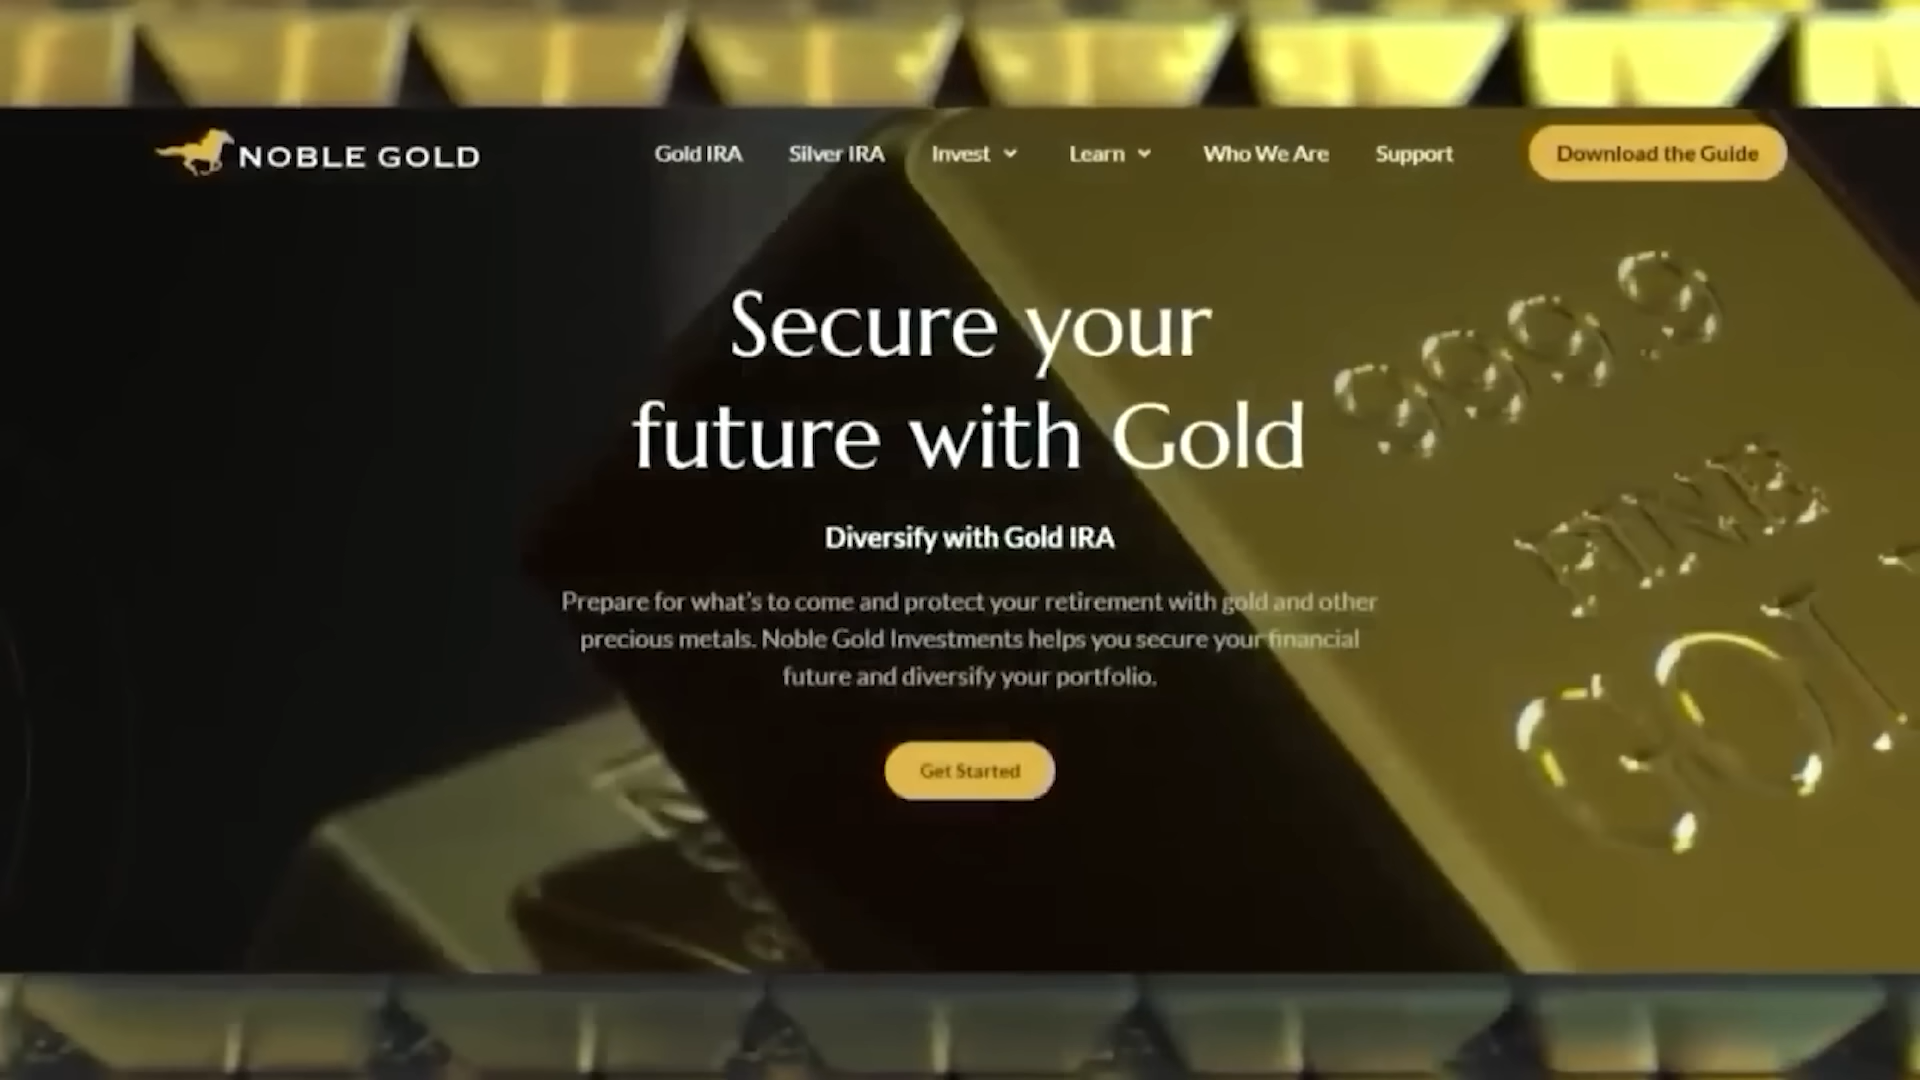 NOBLE GOLD
Gold IRA Silver IRA Invest Learn Who We Are Support Download the Guide
Secure your
future with Gold
Diversify with Gold IRA
Prepare for what's to come and protect your retirement with gold and other
precious metals. Noble Gold Investments helps you secure your financial
future and diversify your portfolio.
Get Started
999 9
FINE
GOL